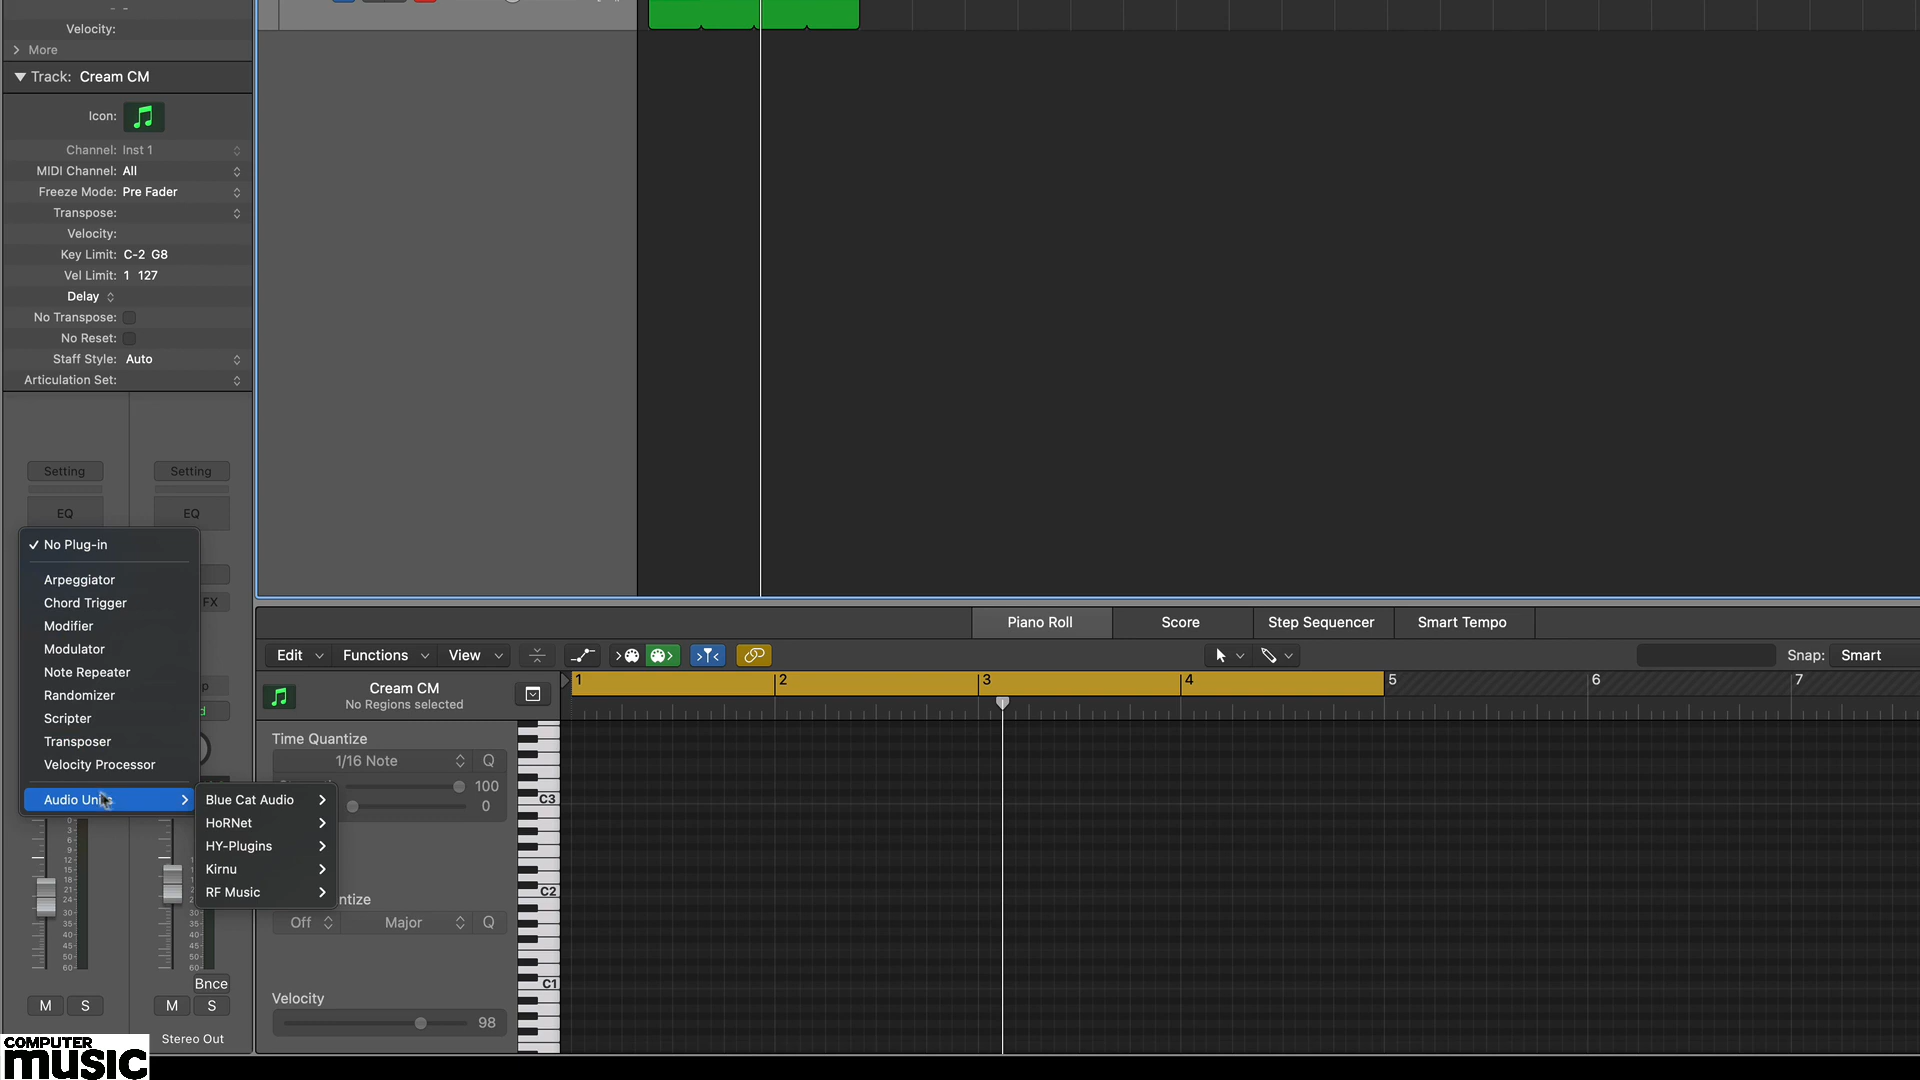 Velocity:
More
Track: Cream CM
Icon:
Channel: Inst 1
MIDI Channel: All
Freeze Mode: Pre Fader
Transpose:
Velocity:
Key Limit: C-2 G8
Vel Limit: 1 127
Delay
No Transpose:
No Reset:
Staff Style: Auto
Articulation Set:
Setting Setting
EQ EQ
No Plug-in
Arpeggiator
Chord Trigger
FX
Modifier
Modulator
Note Repeater
Randomizer
Scripter
Transposer
Velocity Processor
Audio Units
Blue Cat Audio
HoRNet
HY-Plugins
Kirnu
RF Music
Bnce
M S M S
Stereo Out
COMPUTER
MUSIC
Piano Roll Score Step Sequencer Smart Tempo
Edit Functions View Snap: Smart
Cream CM
No Regions selected
1 2 3 4 5 6 7
Time Quantize
1/16 Note Q
100
0
C3
C2
Off Major Q
C1
Velocity
98